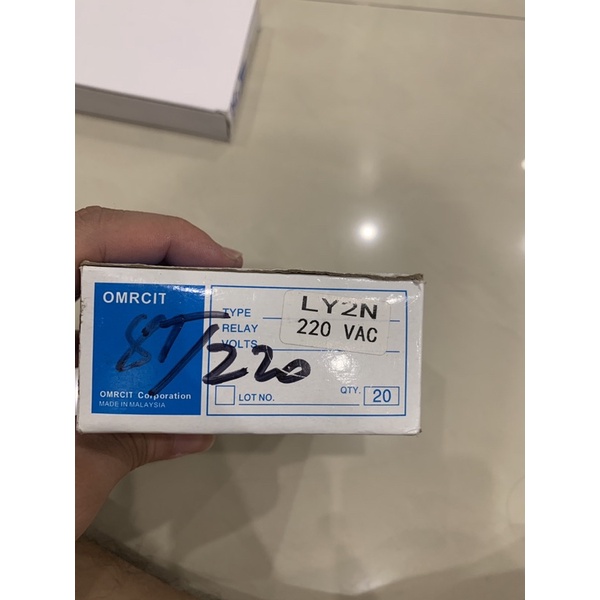 OMRCIT
TYPE
RELAY
VOLTS
LY2N
220 VAC
8T/220
OMRCIT Corporation
MADE IN MALAYSIA
LOT NO.
QTY. 20